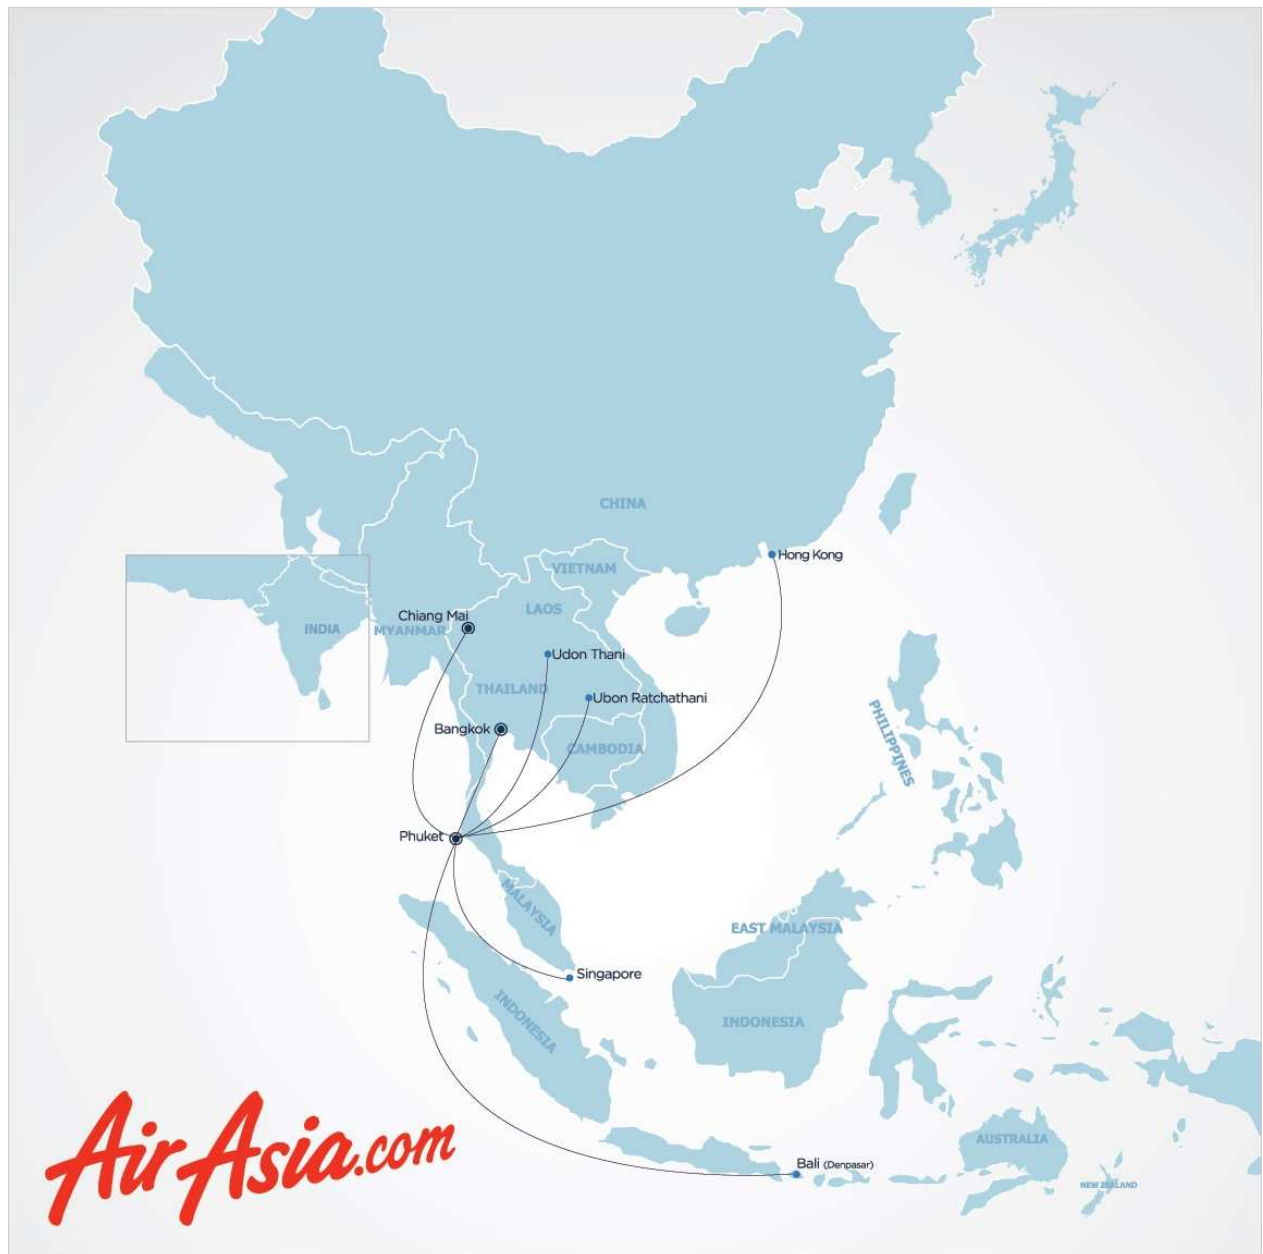 CHINA
Hong Kong
VIETNAM
LAOS
Chiang Mai
INDIA
MYANMAR
Udon Thani
THAILAND
Ubon Ratchathani
Bangkok
CAMBODIA
PHILIPPINES
Phuket
MALAYSIA
EAST MALAYSIA
Singapore
INDONESIA
INDONESIA
AirAsia.com
AUSTRALIA
Bali (Denpasar)
NEW ZEALAND